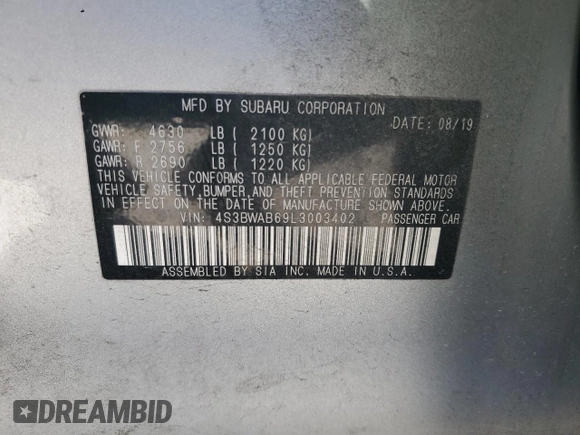 MFD BY SUBARU CORPORATION
DATE: 08/19
GVWR: 4630 LB ( 2100 KG)
GAWR: F 2756 LB ( 1250 KG)
GAWR: R 2690 LB ( 1220 KG)
THIS VEHICLE CONFORMS TO ALL APPLICABLE FEDERAL MOTOR
VEHICLE SAFETY, BUMPER, AND THEFT PREVENTION STANDARDS
IN EFFECT ON THE DATE OF MANUFACTURE SHOWN ABOVE.
VIN: 4S3BWAB69L3003402 PASSENGER CAR
ASSEMBLED BY SIA INC. MADE IN U.S.A.
DREAMBID